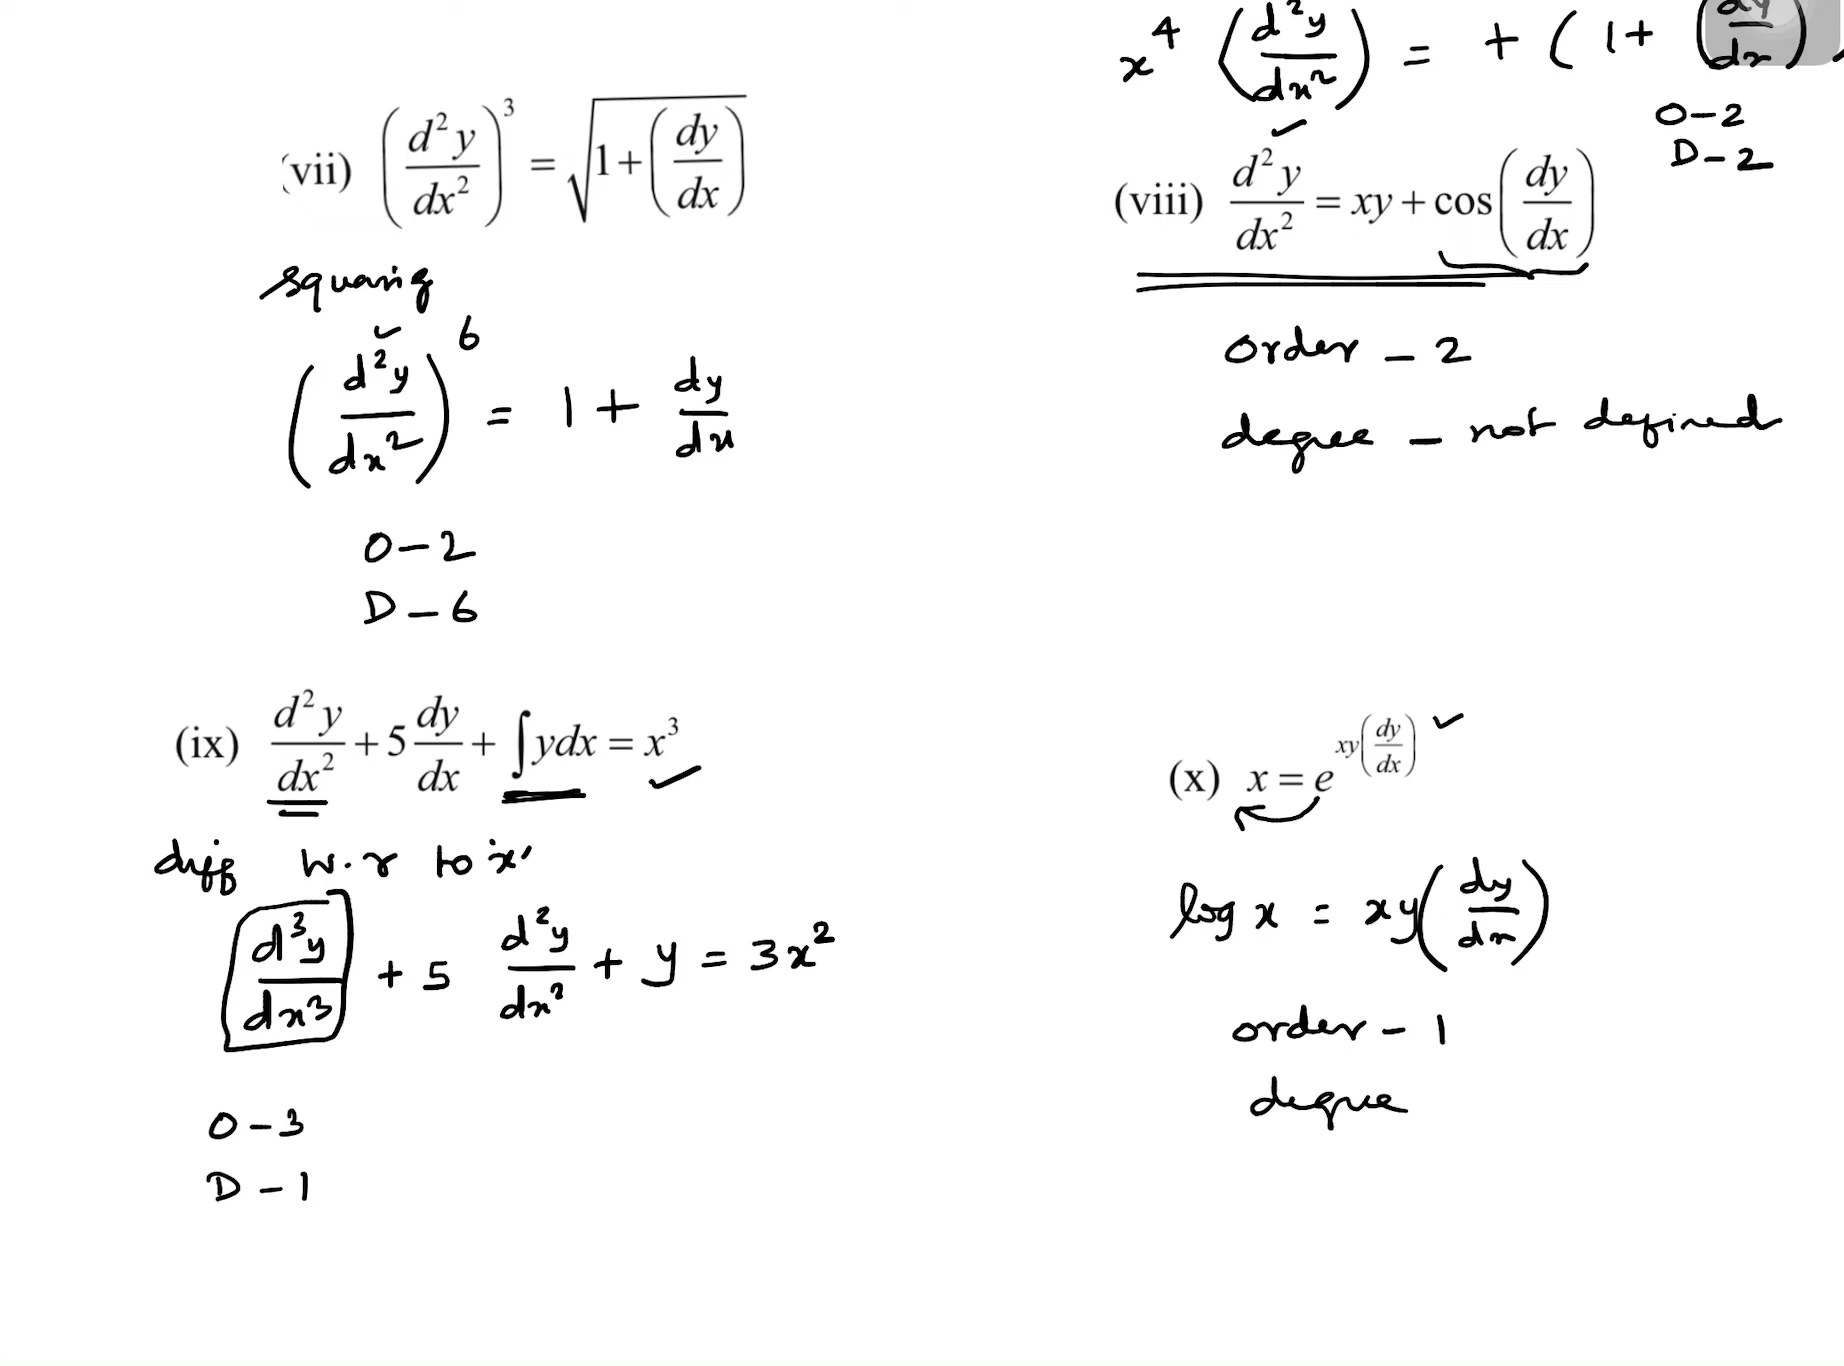 x⁴ (d²y/dx²) = + (1+ (dy/dx)
O-2
D-2
(vii) (d²y/dx²)³ = √(1+(dy/dx))
squaring
(d²y/dx²)⁶ = 1 + dy/dx
O-2
D-6
(viii) d²y/dx² = xy + cos(dy/dx)
order - 2
degree - not defined
(ix) d²y/dx² + 5 dy/dx + ∫ydx = x³
diff w.r to 'x'
d³y/dx³ + 5 d²y/dx² + y = 3x²
O-3
D-1
(x) x = e^(xy(dy/dx))
log x = xy(dy/dx)
order - 1
degree